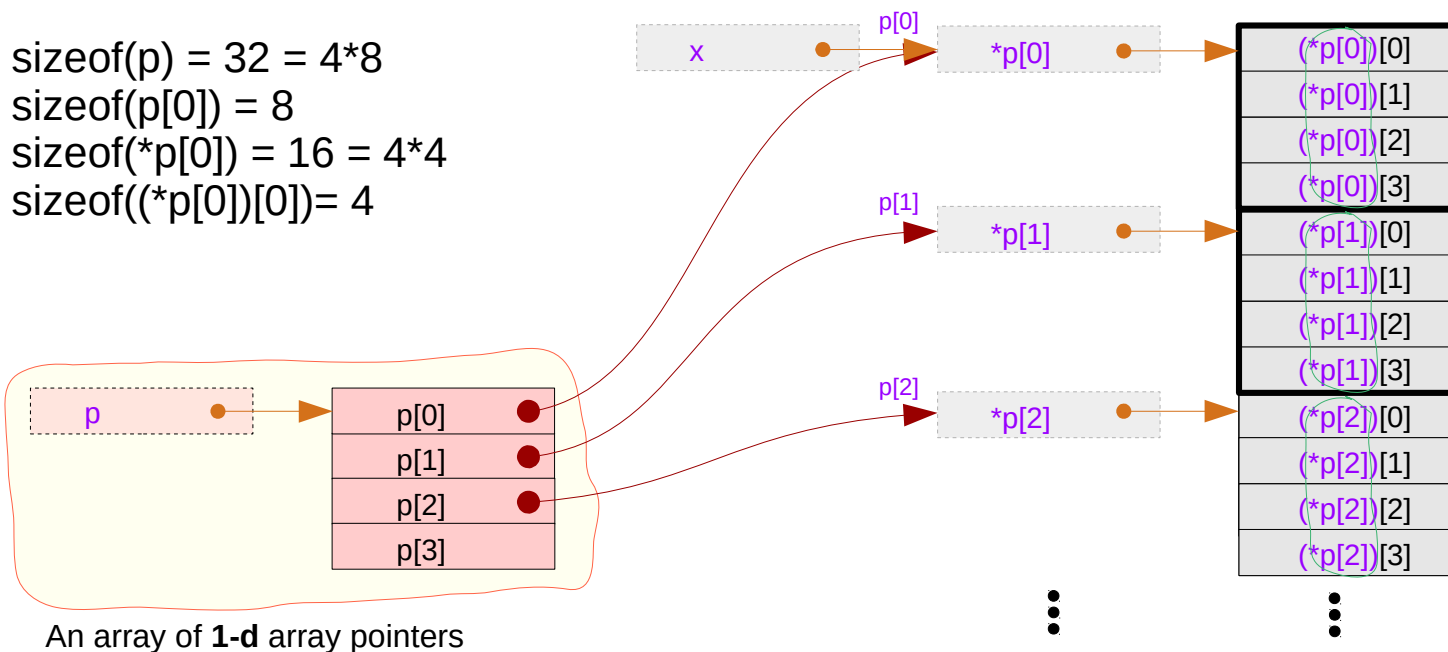 sizeof(p) = 32 = 4*8
sizeof(p[0]) = 8
sizeof(*p[0]) = 16 = 4*4
sizeof((*p[0])[0])= 4
x
p[0]
*p[0]
(*p[0])[0]
(*p[0])[1]
(*p[0])[2]
(*p[0])[3]
p[1]
*p[1]
(*p[1])[0]
(*p[1])[1]
(*p[1])[2]
(*p[1])[3]
p[2]
*p[2]
(*p[2])[0]
(*p[2])[1]
(*p[2])[2]
(*p[2])[3]
p
p[0]
p[1]
p[2]
p[3]
An array of 1-d array pointers